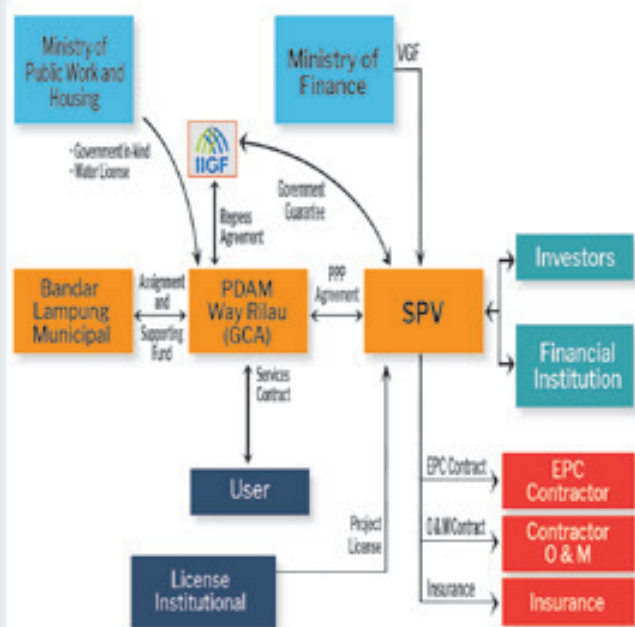 Ministry of
Public Work and
Housing
Ministry of
Finance
VGF
- Government in-kind
- Water License
IIGF
Regress
Agreement
Government
Guarantee
Bandar
Lampung
Municipal
Assignment
and
Supporting
Fund
PDAM
Way Rilau
(GCA)
PPP
Agreement
SPV
Investors
Financial
Institution
Services
Contract
User
License
Institutional
Project
License
EPC Contract
EPC
Contractor
O & M Contract
Contractor
O & M
Insurance
Insurance